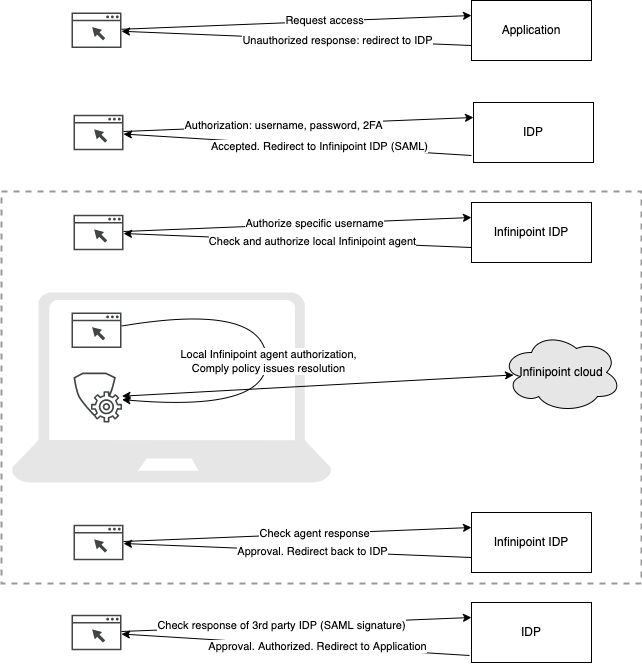 Request access
Application
Unauthorized response: redirect to IDP
Authorization: username, password, 2FA
IDP
Accepted. Redirect to Infinipoint IDP (SAML)
Authorize specific username
Infinipoint IDP
Check and authorize local Infinipoint agent
Local Infinipoint agent authorization,
Comply policy issues resolution
Infinipoint cloud
Check agent response
Infinipoint IDP
Approval. Redirect back to IDP
Check response of 3rd party IDP (SAML signature)
IDP
Approval. Authorized. Redirect to Application